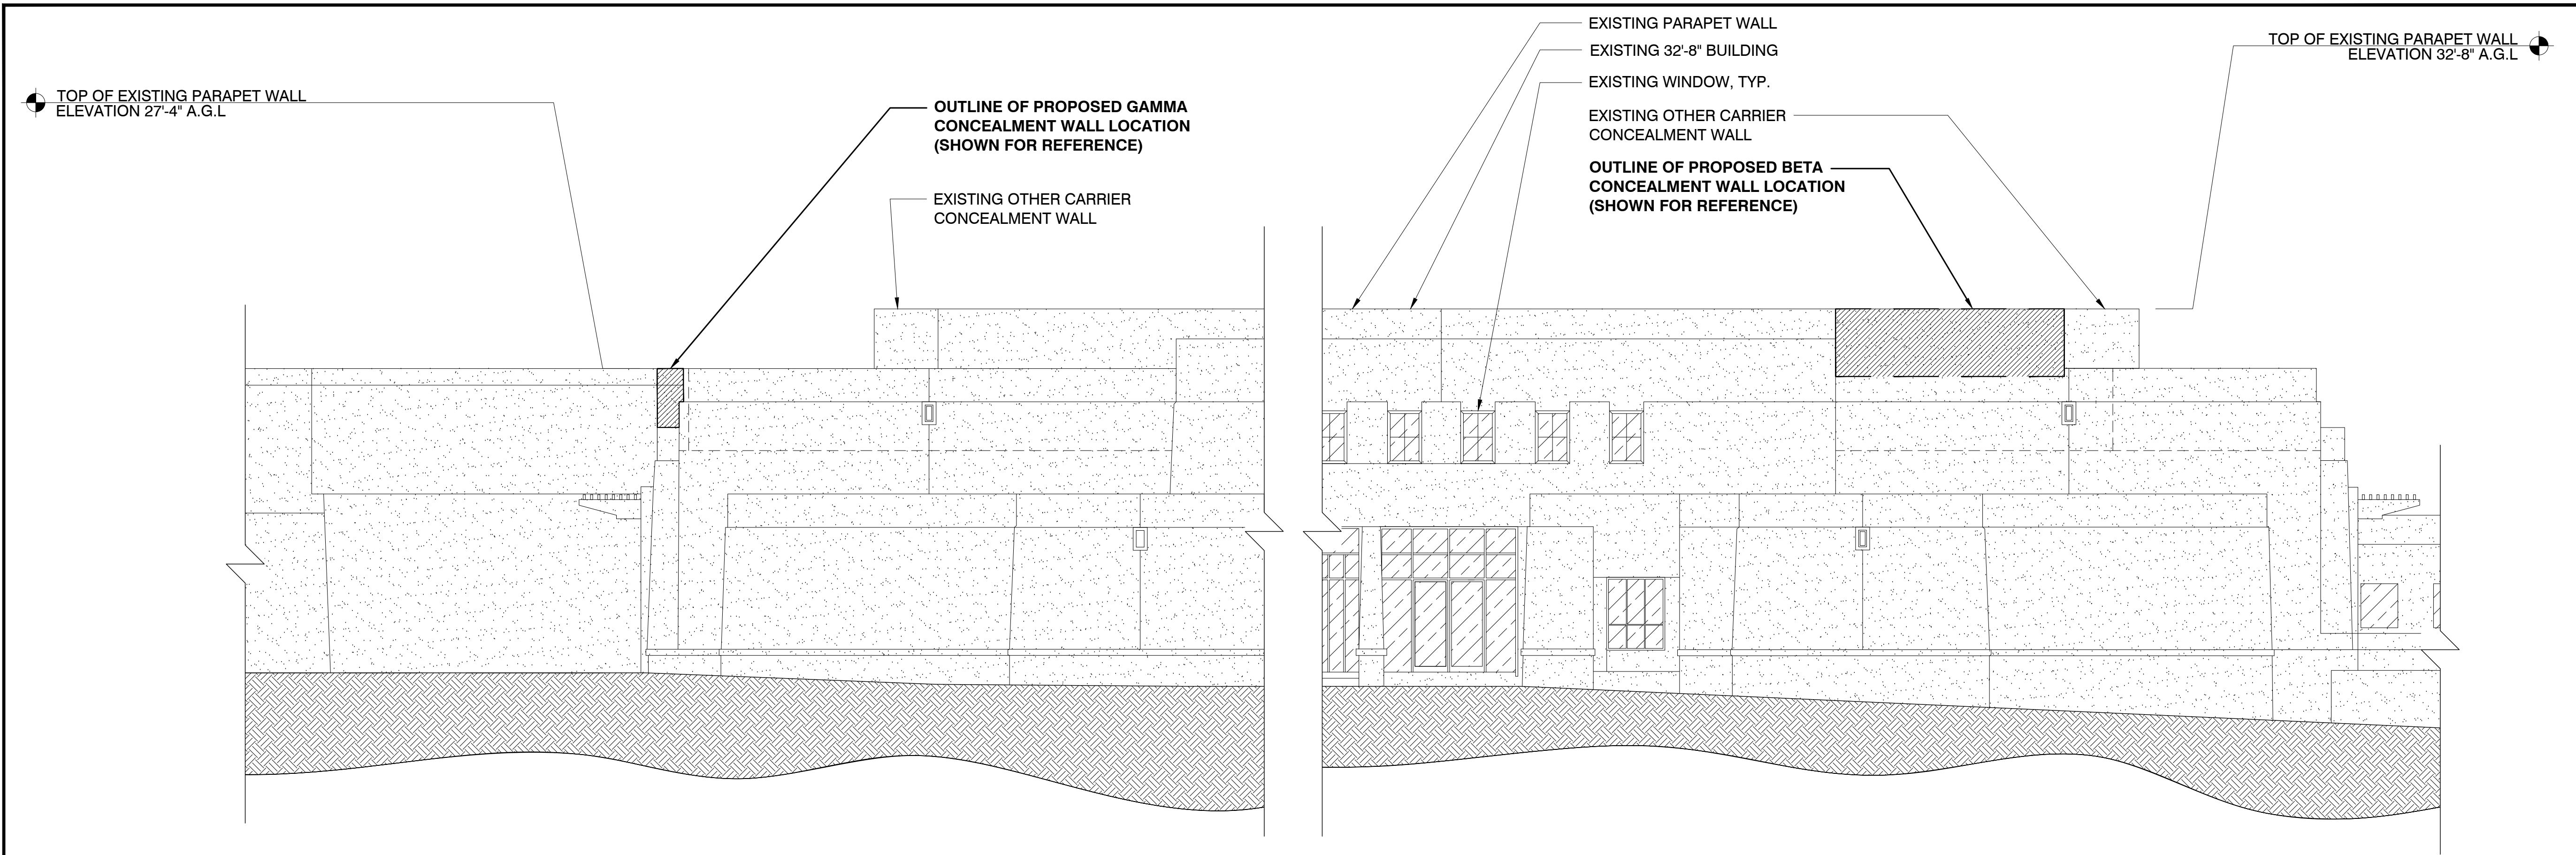 TOP OF EXISTING PARAPET WALL
ELEVATION 27'-4" A.G.L
OUTLINE OF PROPOSED GAMMA
CONCEALMENT WALL LOCATION
(SHOWN FOR REFERENCE)
EXISTING OTHER CARRIER
CONCEALMENT WALL
EXISTING PARAPET WALL
EXISTING 32'-8" BUILDING
EXISTING WINDOW, TYP.
EXISTING OTHER CARRIER
CONCEALMENT WALL
OUTLINE OF PROPOSED BETA
CONCEALMENT WALL LOCATION
(SHOWN FOR REFERENCE)
TOP OF EXISTING PARAPET WALL
ELEVATION 32'-8" A.G.L